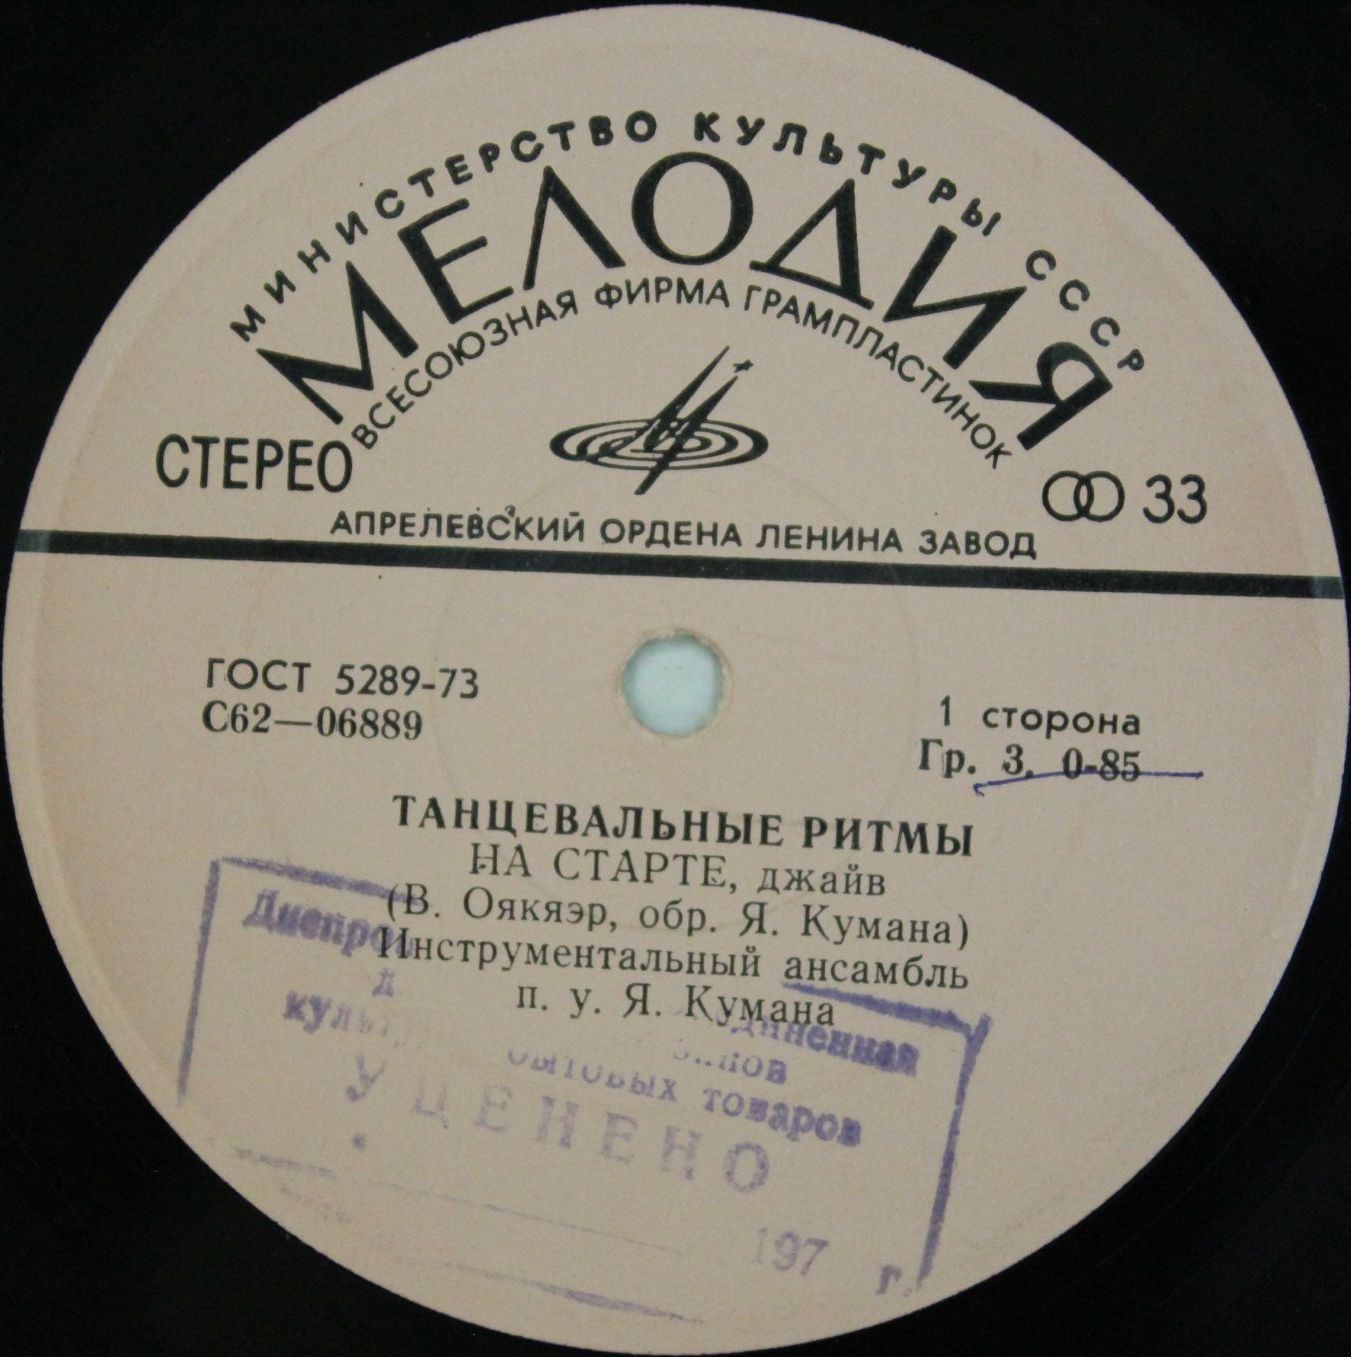 МИНИСТЕРСТВО КУЛЬТУРЫ СССР
МЕЛОДИЯ
ВСЕСОЮЗНАЯ ФИРМА ГРАМПЛАСТИНОК
СТЕРЕО
33
АПРЕЛЕВСКИЙ ОРДЕНА ЛЕНИНА ЗАВОД
ГОСТ 5289-73
С62—06889
1 сторона
Гр. 3. 0-85
ТАНЦЕВАЛЬНЫЕ РИТМЫ
НА СТАРТЕ, джайв
(В. Оякяэр, обр. Я. Кумана)
Инструментальный ансамбль
п. у. Я. Кумана
товаров
УЦЕНЕНО
197 г.